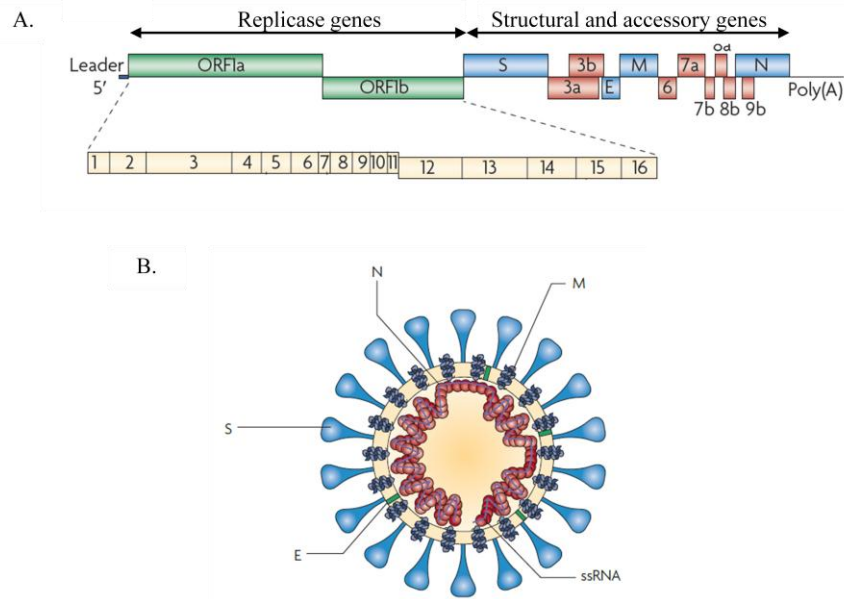 A.
Replicase genes Structural and accessory genes
Leader ORF1a S 3b M 7a N
5′ ORF1b 3a E 6 Poly(A)
7b 8b 9b
1 2 3 4 5 6 7 8 9 10 11 12 13 14 15 16
B.
N
M
S
E
ssRNA